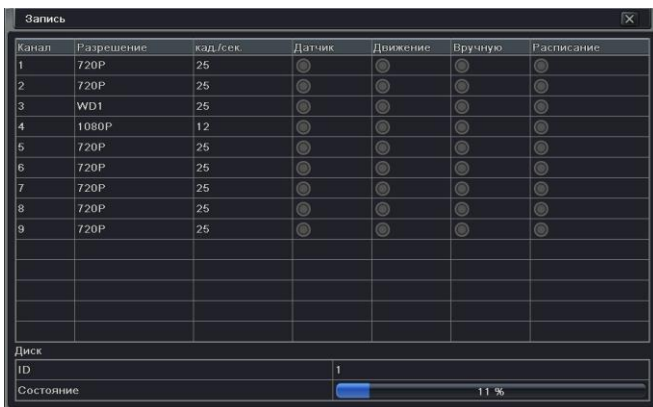 Запись
Канал Разрешение кад./сек. Датчик Движение Вручную Расписание
1 720P 25
2 720P 25
3 WD1 25
4 1080P 12
5 720P 25
6 720P 25
7 720P 25
8 720P 25
9 720P 25
Диск
ID 1
Состояние 11 %